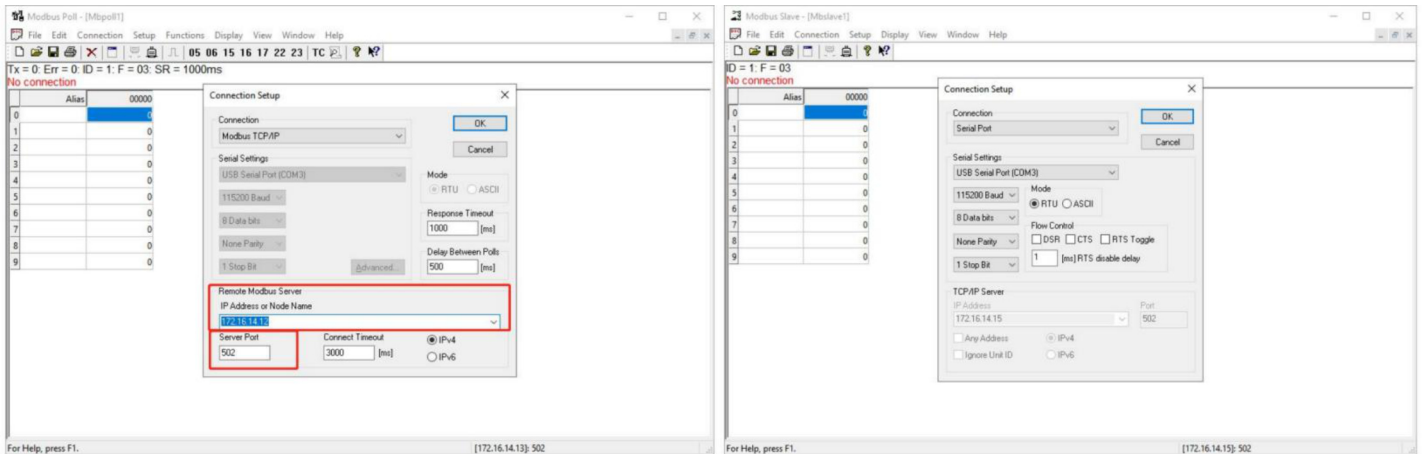 Modbus Poll - [Mbpoll1]
File Edit Connection Setup Functions Display View Window Help
05 06 15 16 17 22 23 TC
Tx = 0: Err = 0: ID = 1: F = 03: SR = 1000ms
No connection
Alias 00000
0 0
1 0
2 0
3 0
4 0
5 0
6 0
7 0
8 0
9 0
Connection Setup
Connection
OK
Modbus TCP/IP
Cancel
Serial Settings
USB Serial Port (COM3)
Mode
RTU ASCII
115200 Baud
8 Data bits
Response Timeout
1000 [ms]
None Parity
Delay Between Polls
1 Stop Bit Advanced... 500 [ms]
Remote Modbus Server
IP Address or Node Name
172.16.14.12
Server Port Connect Timeout IPv4
502 3000 [ms] IPv6
For Help, press F1. [172.16.14.13]: 502
Modbus Slave - [Mbslave1]
File Edit Connection Setup Display View Window Help
ID = 1: F = 03
No connection
Alias 00000
0 0
1 0
2 0
3 0
4 0
5 0
6 0
7 0
8 0
9 0
Connection Setup
Connection
OK
Serial Port
Cancel
Serial Settings
USB Serial Port (COM3)
Mode
115200 Baud RTU ASCII
8 Data bits
Flow Control
None Parity DSR CTS RTS Toggle
1 Stop Bit 1 [ms] RTS disable delay
TCP/IP Server
IP Address Port
172.16.14.15 502
Any Address IPv4
Ignore Unit ID IPv6
For Help, press F1. [172.16.14.15]: 502